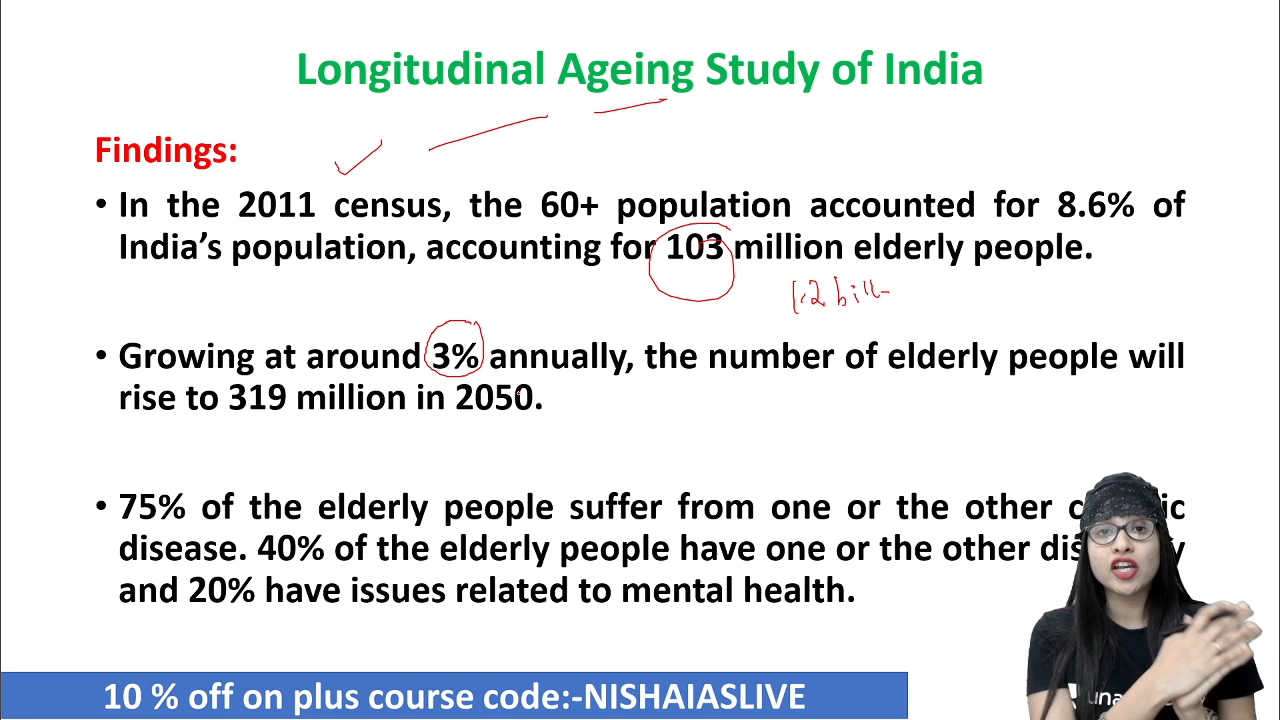 Longitudinal Ageing Study of India
Findings:
• In the 2011 census, the 60+ population accounted for 8.6% of
India's population, accounting for 103 million elderly people.
1.2 bill
• Growing at around 3% annually, the number of elderly people will
rise to 319 million in 2050.
• 75% of the elderly people suffer from one or the other
disease. 40% of the elderly people have one or the other
and 20% have issues related to mental health.
10 % off on plus course code:-NISHAIASLIVE